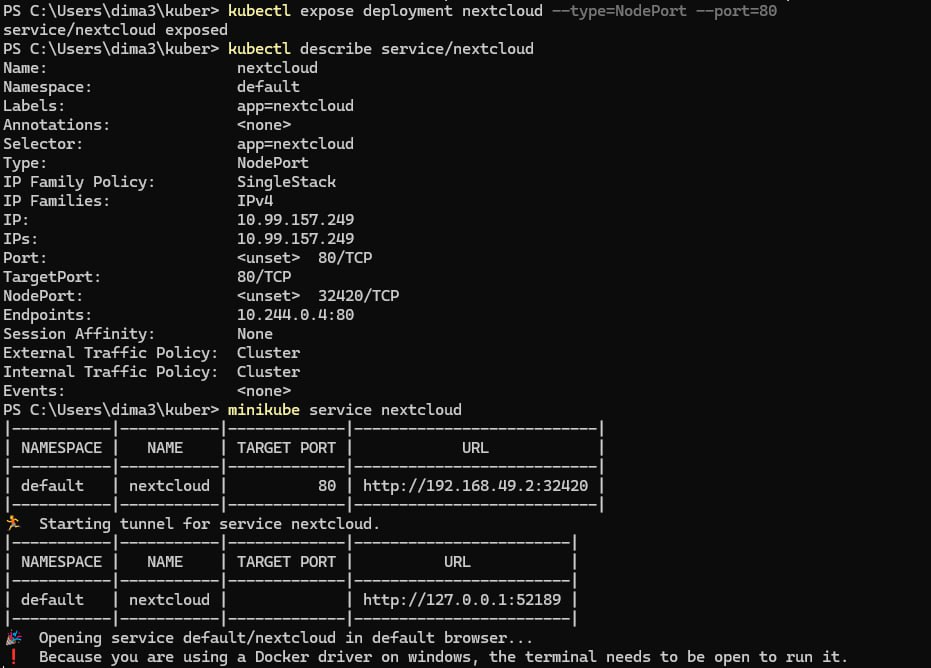 PS C:\Users\dima3\kuber> kubectl expose deployment nextcloud --type=NodePort --port=80
service/nextcloud exposed
PS C:\Users\dima3\kuber> kubectl describe service/nextcloud
Name:                     nextcloud
Namespace:                default
Labels:                   app=nextcloud
Annotations:              <none>
Selector:                 app=nextcloud
Type:                     NodePort
IP Family Policy:         SingleStack
IP Families:              IPv4
IP:                       10.99.157.249
IPs:                      10.99.157.249
Port:                     <unset>  80/TCP
TargetPort:               80/TCP
NodePort:                 <unset>  32420/TCP
Endpoints:                10.244.0.4:80
Session Affinity:         None
External Traffic Policy:  Cluster
Internal Traffic Policy:  Cluster
Events:                   <none>
PS C:\Users\dima3\kuber> minikube service nextcloud
|-----------|-----------|-------------|---------------------------|
| NAMESPACE |   NAME    | TARGET PORT |            URL            |
|-----------|-----------|-------------|---------------------------|
| default   | nextcloud |          80 | http://192.168.49.2:32420 |
|-----------|-----------|-------------|---------------------------|
🏃  Starting tunnel for service nextcloud.
|-----------|-----------|-------------|------------------------|
| NAMESPACE |   NAME    | TARGET PORT |          URL           |
|-----------|-----------|-------------|------------------------|
| default   | nextcloud |             | http://127.0.0.1:52189 |
|-----------|-----------|-------------|------------------------|
🎉  Opening service default/nextcloud in default browser...
❗  Because you are using a Docker driver on windows, the terminal needs to be open to run it.